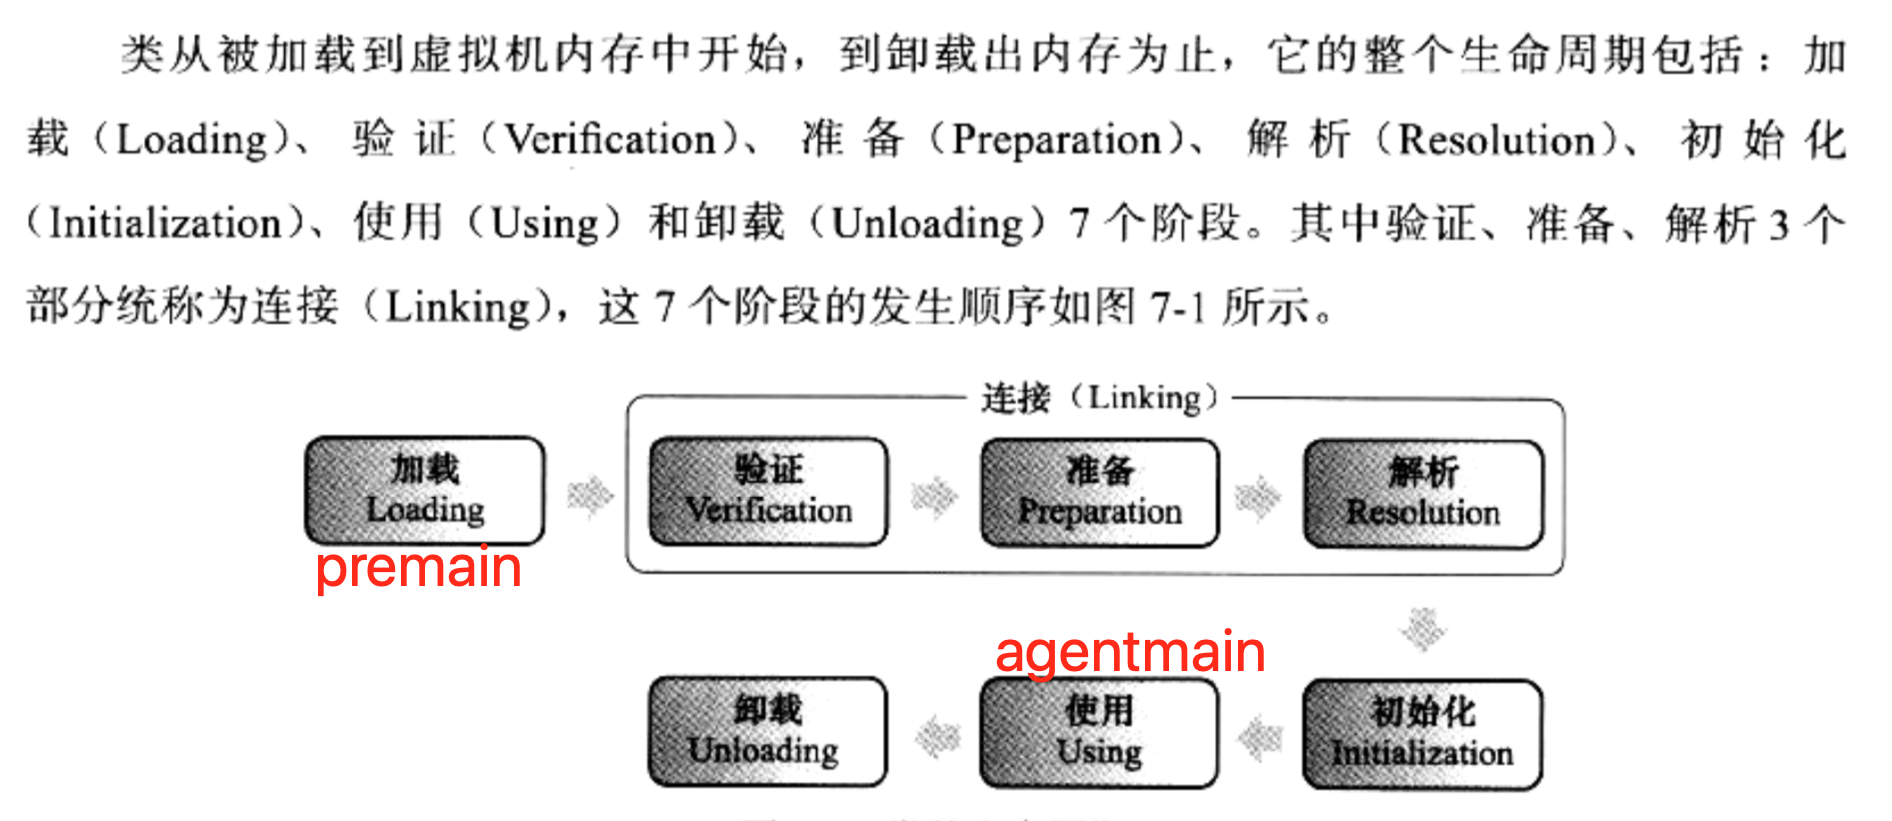 类从被加载到虚拟机内存中开始，到卸载出内存为止，它的整个生命周期包括：加
载（Loading）、验证（Verification）、准备（Preparation）、解析（Resolution）、初始化
（Initialization）、使用（Using）和卸载（Unloading）7个阶段。其中验证、准备、解析3个
部分统称为连接（Linking），这7个阶段的发生顺序如图7-1所示。
连接（Linking）
加载
Loading
验证
Verification
准备
Preparation
解析
Resolution
premain
agentmain
卸载
Unloading
使用
Using
初始化
Initialization